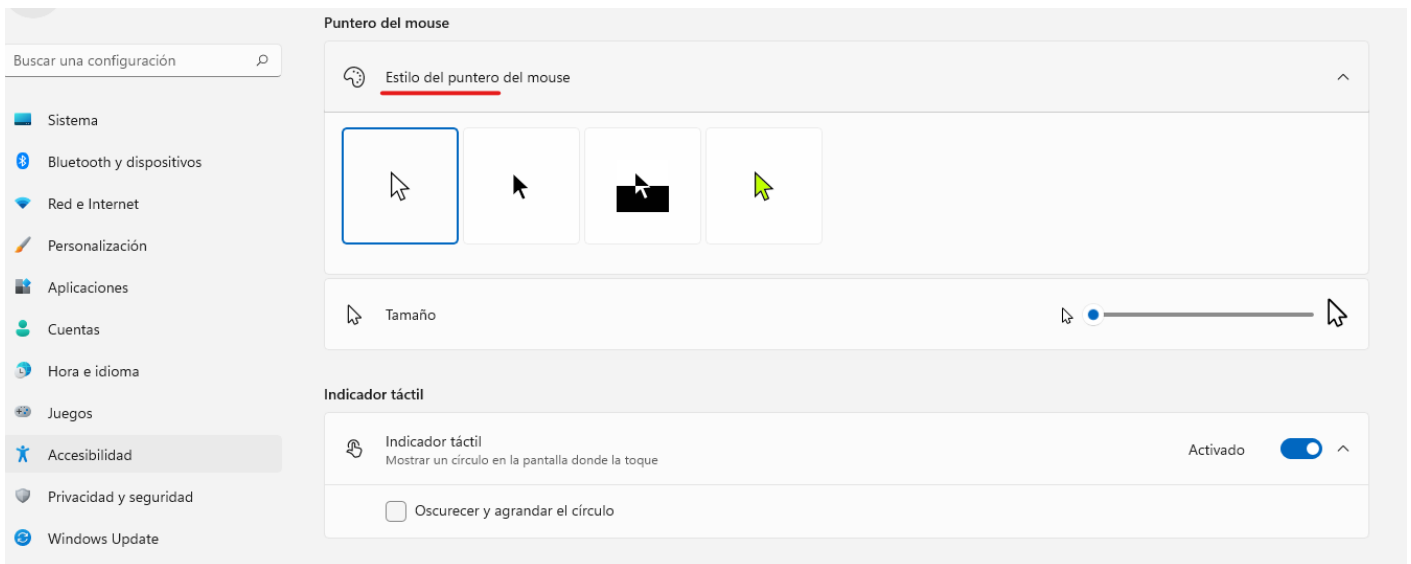 Buscar una configuración
Sistema
Bluetooth y dispositivos
Red e Internet
Personalización
Aplicaciones
Cuentas
Hora e idioma
Juegos
Accesibilidad
Privacidad y seguridad
Windows Update
Puntero del mouse
Estilo del puntero del mouse
Tamaño
Indicador táctil
Indicador táctil
Mostrar un círculo en la pantalla donde la toque
Activado
Oscurecer y agrandar el círculo